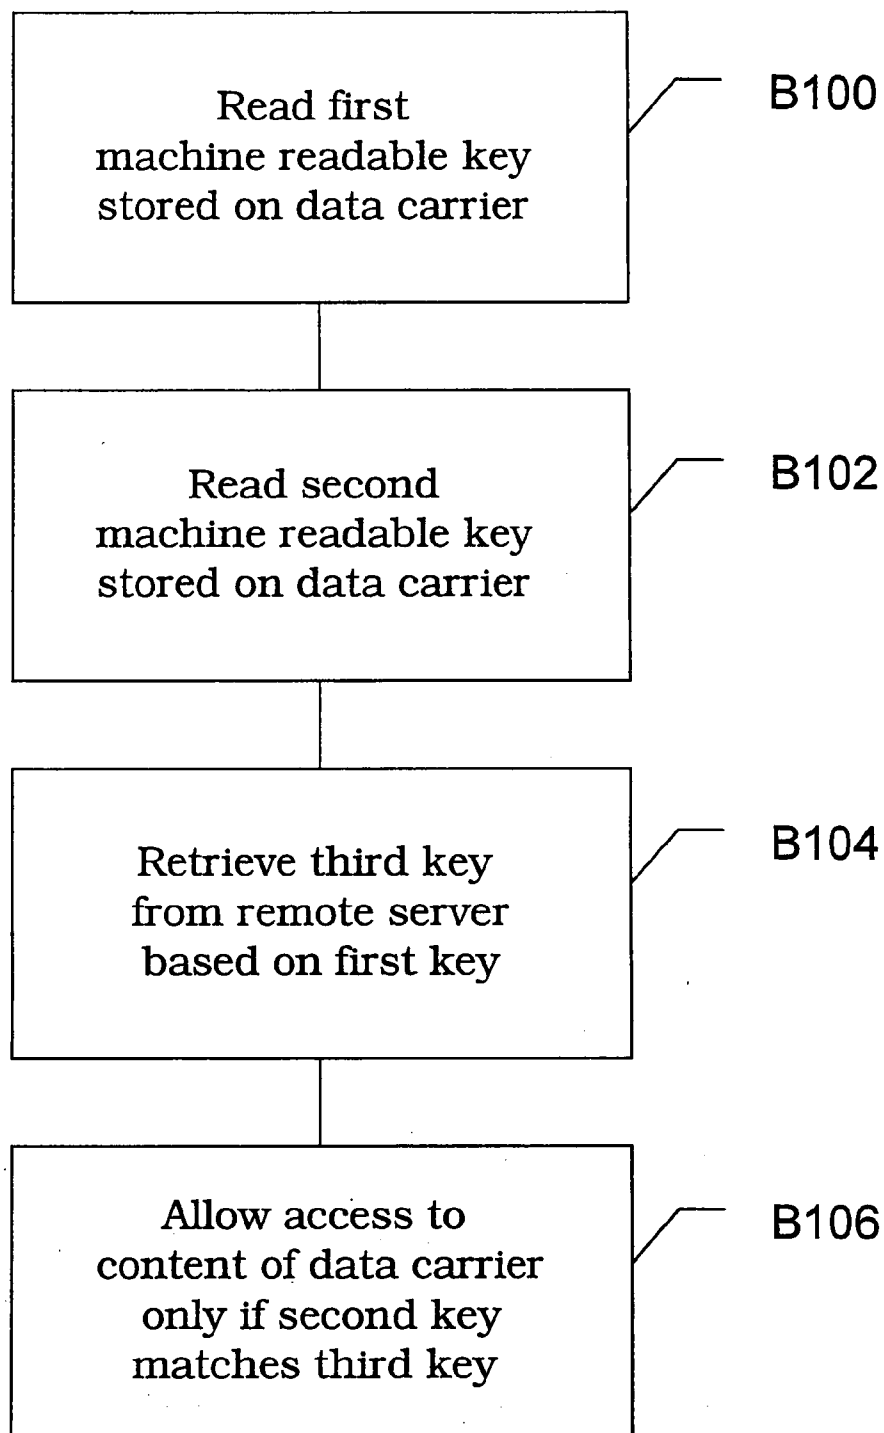 Read first
machine readable key
stored on data carrier
B100
Read second
machine readable key
stored on data carrier
B102
Retrieve third key
from remote server
based on first key
B104
Allow access to
content of data carrier
only if second key
matches third key
B106